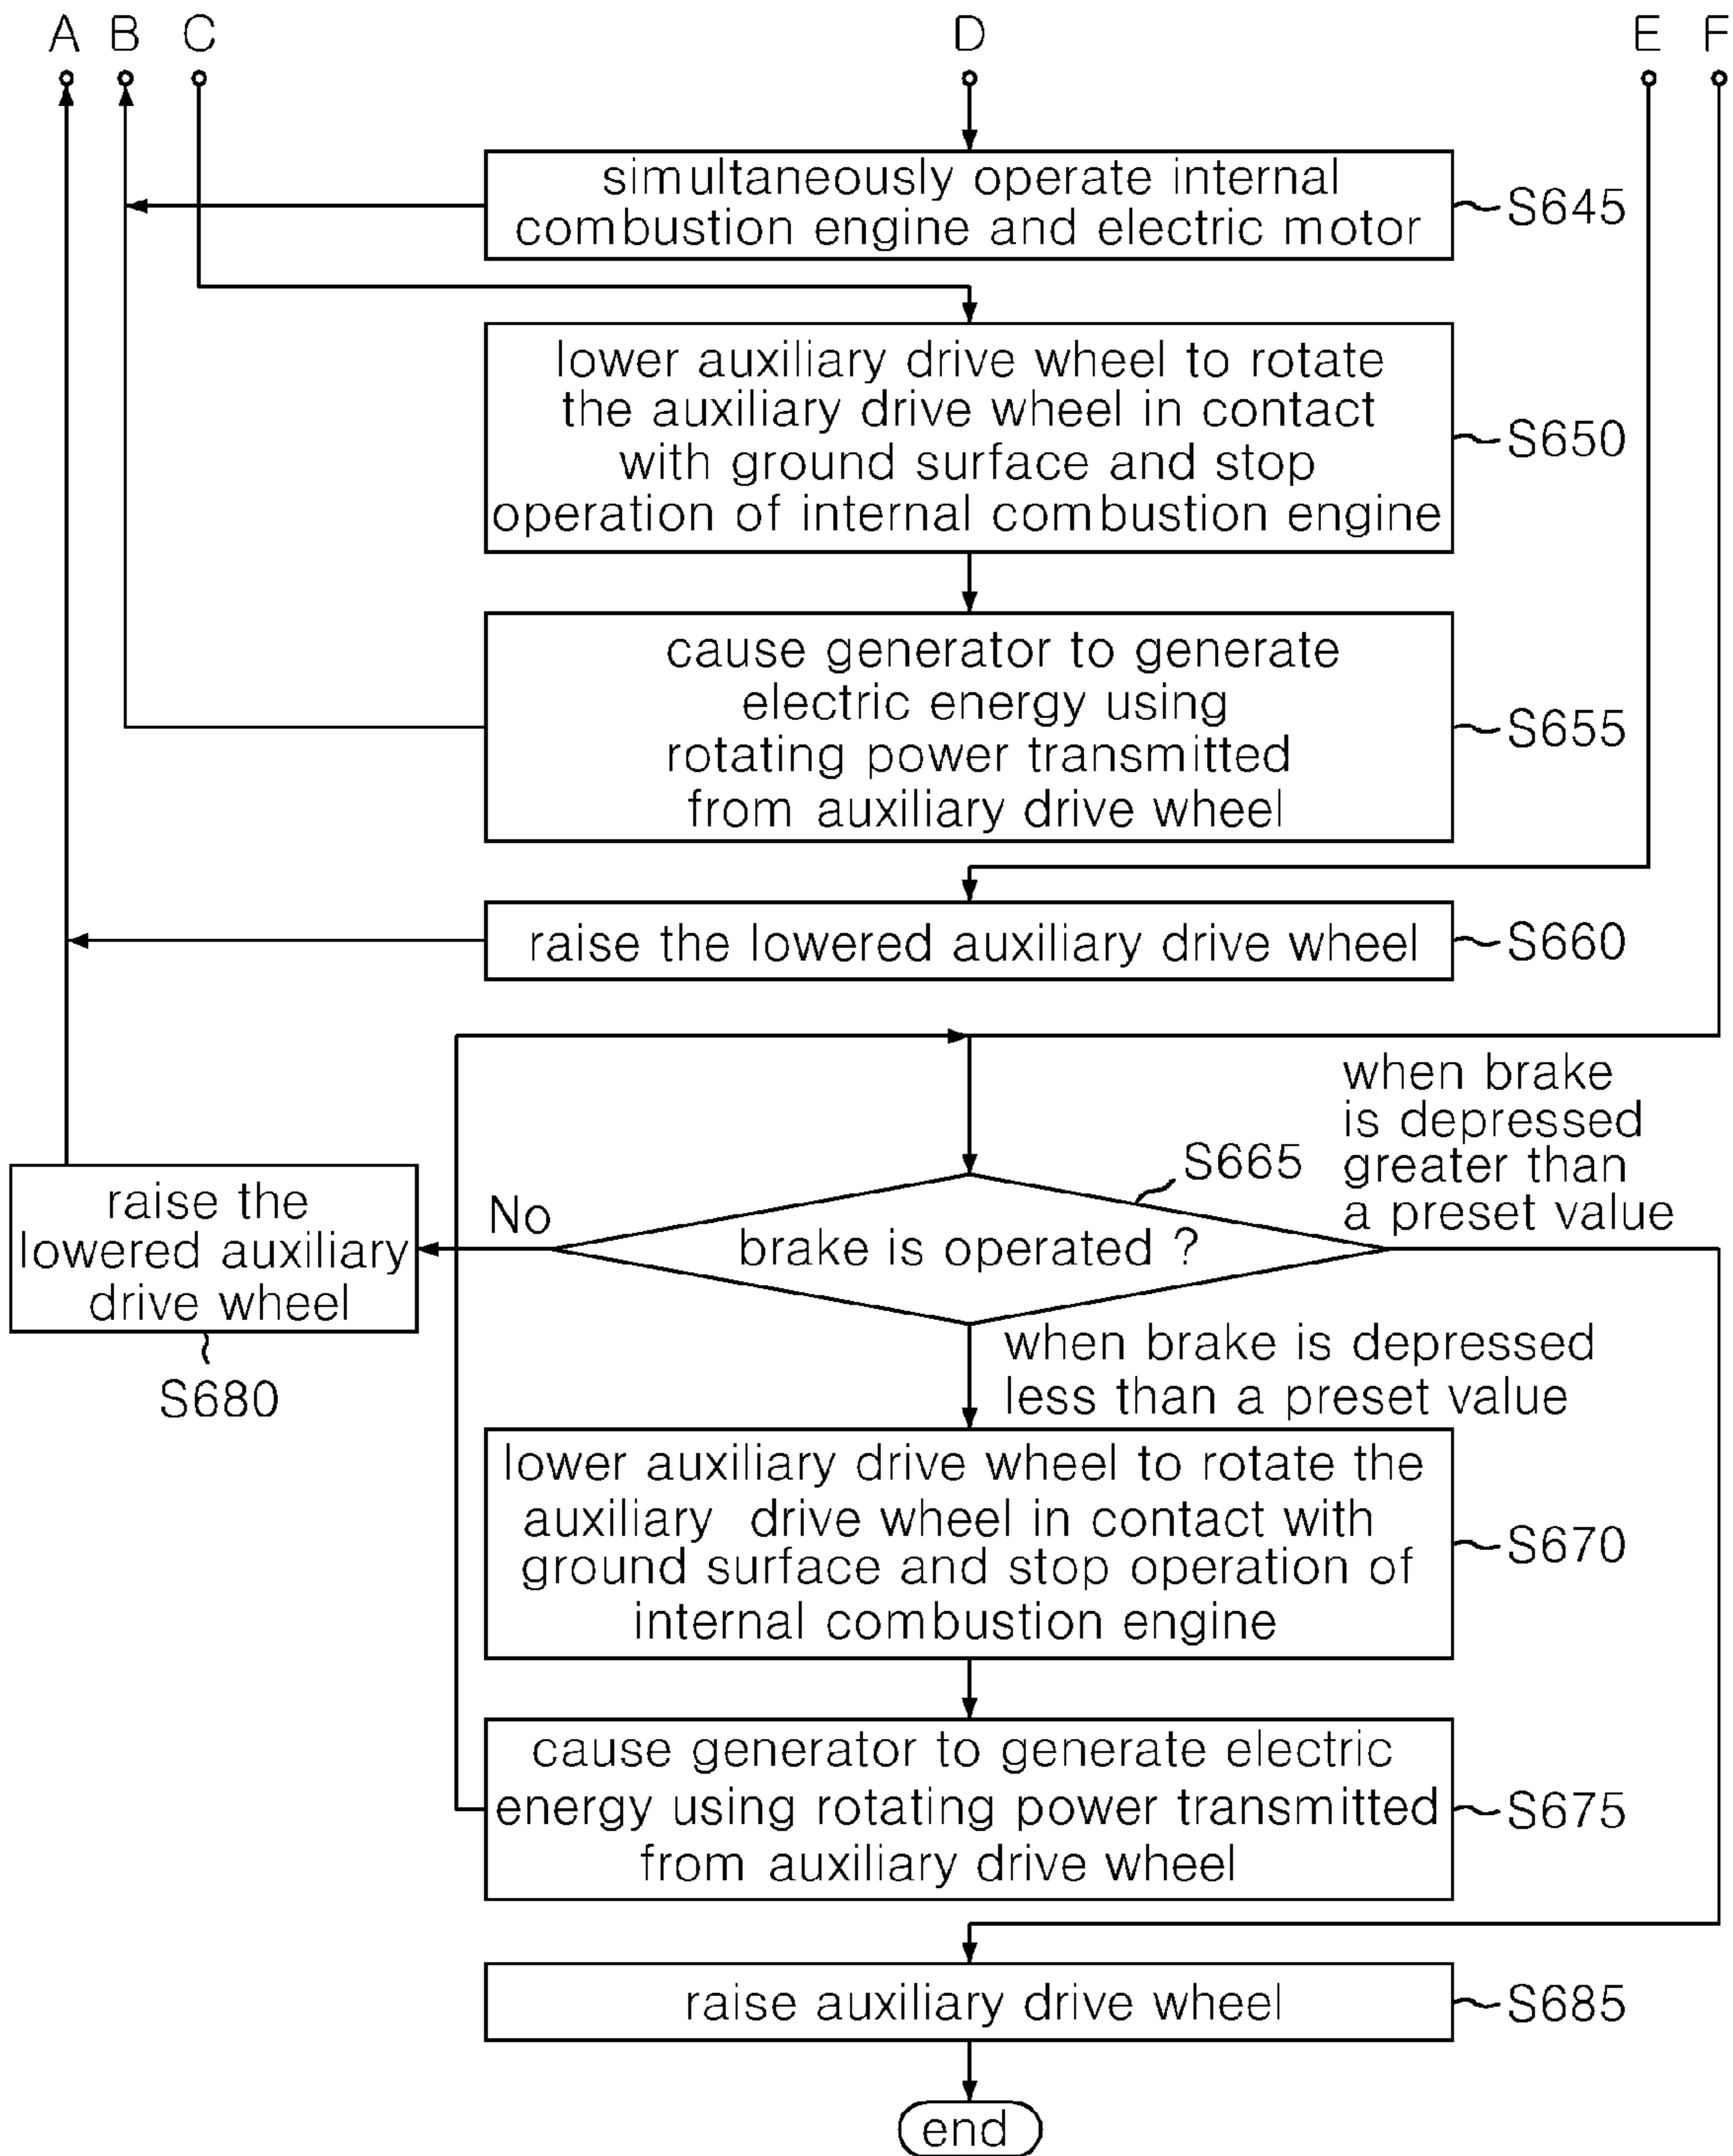 A B C D E F
simultaneously operate internal
combustion engine and electric motor
S645
lower auxiliary drive wheel to rotate
the auxiliary drive wheel in contact
with ground surface and stop
operation of internal combustion engine
S650
cause generator to generate
electric energy using
rotating power transmitted
from auxiliary drive wheel
S655
raise the lowered auxiliary drive wheel
S660
when brake
is depressed
greater than
a preset value
S665
brake is operated ?
No
raise the
lowered auxiliary
drive wheel
S680
when brake is depressed
less than a preset value
lower auxiliary drive wheel to rotate the
auxiliary drive wheel in contact with
ground surface and stop operation of
internal combustion engine
S670
cause generator to generate electric
energy using rotating power transmitted
from auxiliary drive wheel
S675
raise auxiliary drive wheel
S685
end